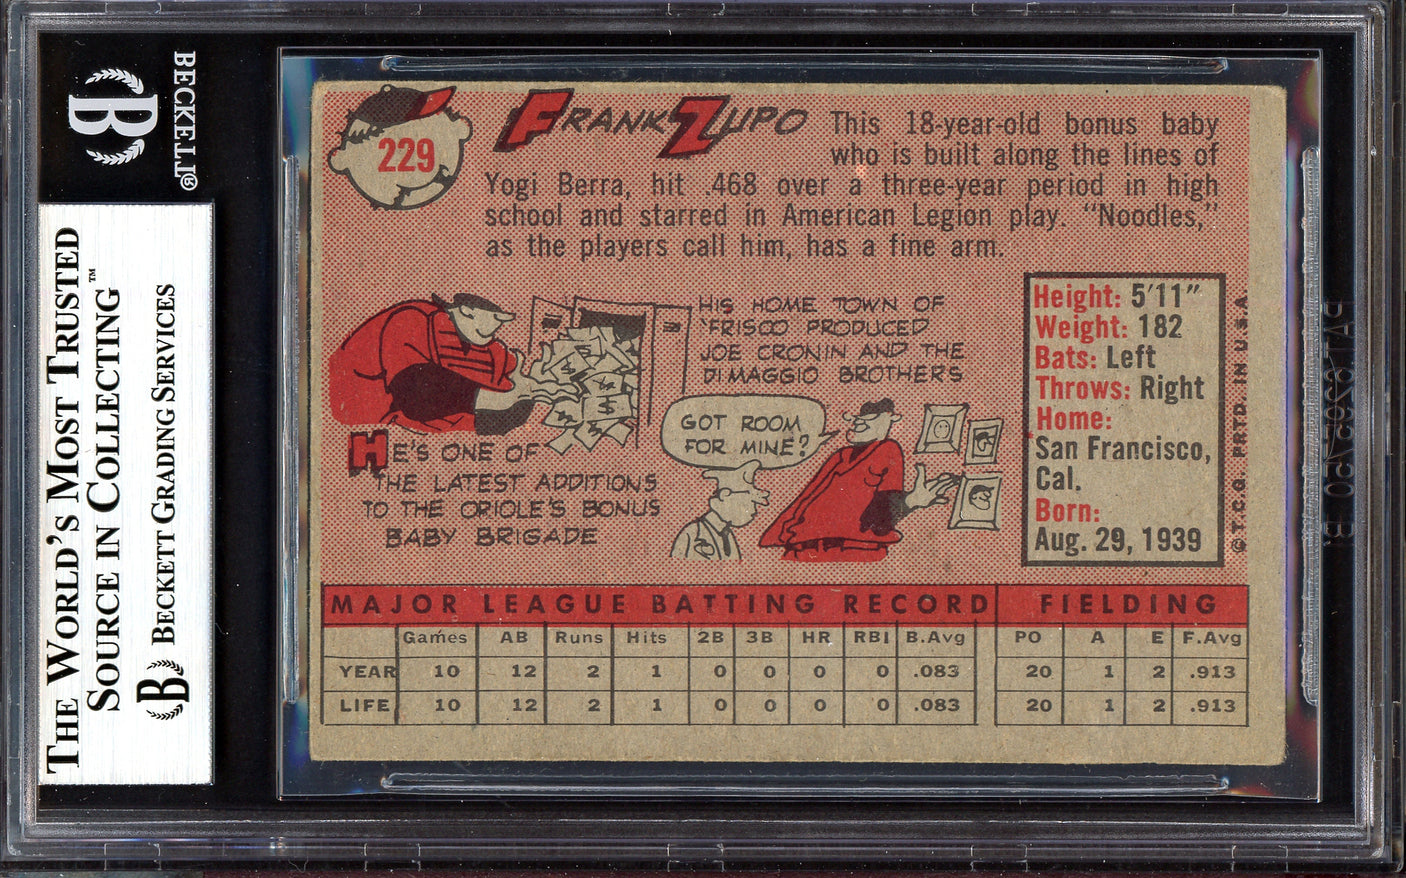 BECKETT®
THE WORLD'S MOST TRUSTED
SOURCE IN COLLECTING™
BECKETT GRADING SERVICES
229
FRANK ZUPO
This 18-year-old bonus baby
who is built along the lines of
Yogi Berra, hit .468 over a three-year period in high
school and starred in American Legion play. "Noodles,"
as the players call him, has a fine arm.
HIS HOME TOWN OF
'FRISCO PRODUCED
JOE CRONIN AND THE
DI MAGGIO BROTHERS
HE'S ONE OF
THE LATEST ADDITIONS
TO THE ORIOLE'S BONUS
BABY BRIGADE
GOT ROOM
FOR MINE?
Height: 5'11"
Weight: 182
Bats: Left
Throws: Right
Home:
San Francisco,
Cal.
Born:
Aug. 29, 1939
© T.C.G. PRTD. IN U.S.A.
MAJOR LEAGUE BATTING RECORD FIELDING
Games AB Runs Hits 2B 3B HR RBI B.Avg PO A E F.Avg
YEAR 10 12 2 1 0 0 0 0 .083 20 1 2 .913
LIFE 10 12 2 1 0 0 0 0 .083 20 1 2 .913